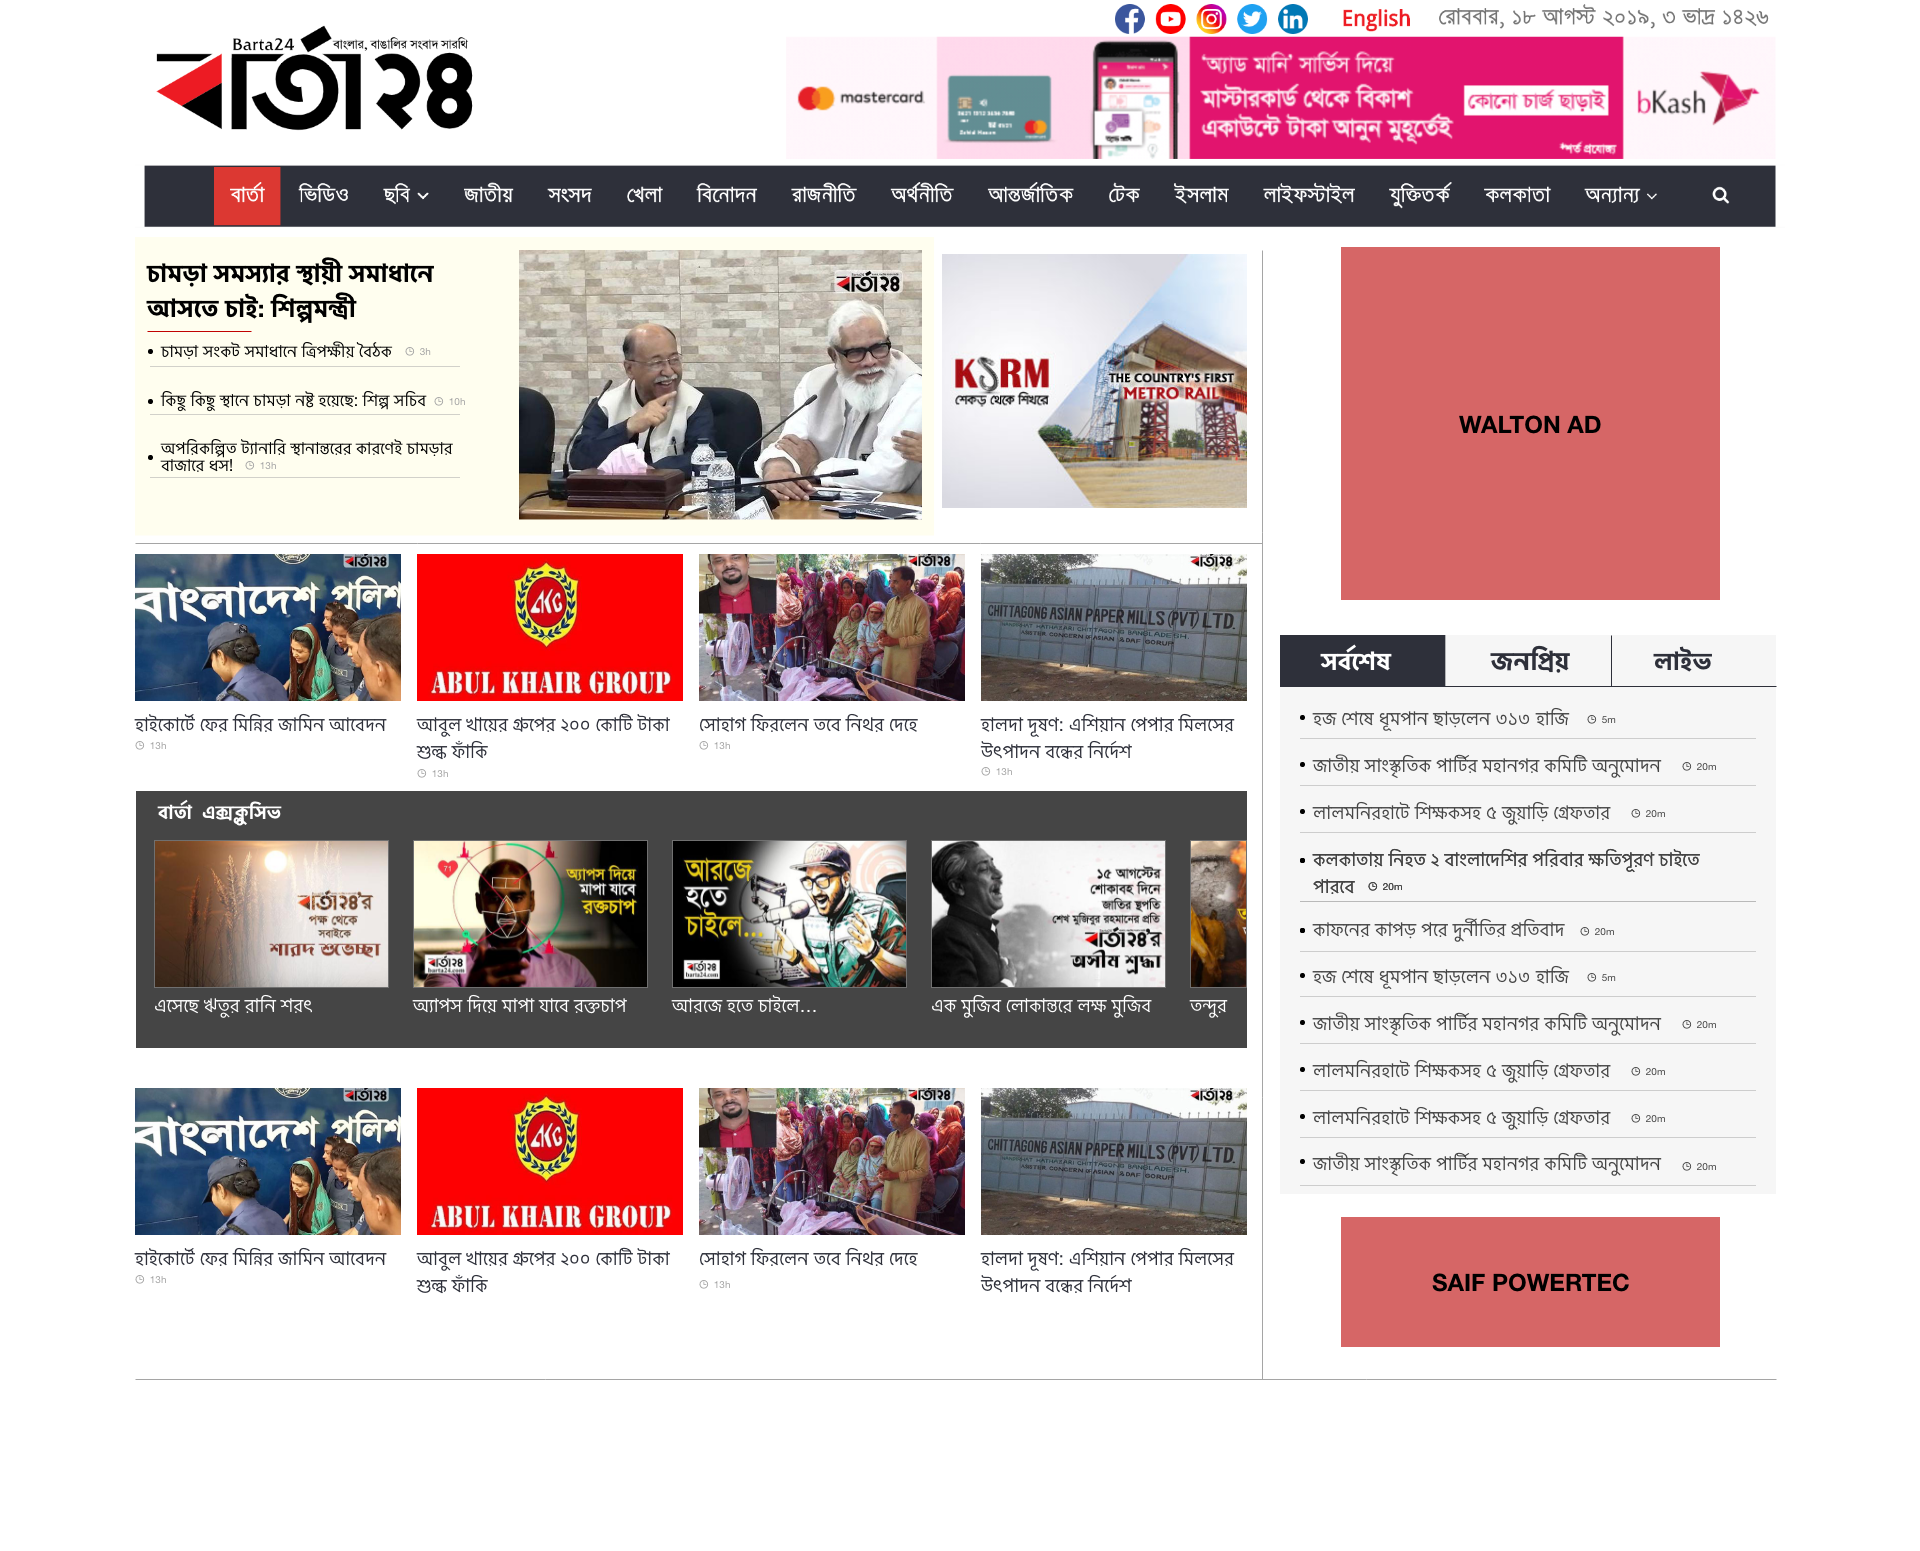 English
রোববার, ১৮ আগস্ট ২০১৯, ৩ ভাদ্র ১৪২৬
Barta24
বাংলার, বাঙালির সংবাদ সারথি
বার্তা২৪
mastercard
'অ্যাড মানি' সার্ভিস দিয়ে
মাস্টারকার্ড থেকে বিকাশ
একাউন্টে টাকা আনুন মুহূর্তেই
কোনো চার্জ ছাড়াই
*শর্ত প্রযোজ্য
bKash
বার্তা ভিডিও ছবি জাতীয় সংসদ খেলা বিনোদন রাজনীতি অর্থনীতি আন্তর্জাতিক টেক ইসলাম লাইফস্টাইল যুক্তিতর্ক কলকাতা অন্যান্য
চামড়া সমস্যার স্থায়ী সমাধানে
আসতে চাই: শিল্পমন্ত্রী
চামড়া সংকট সমাধানে ত্রিপক্ষীয় বৈঠক 3h
কিছু কিছু স্থানে চামড়া নষ্ট হয়েছে: শিল্প সচিব 10h
অপরিকল্পিত ট্যানারি স্থানান্তরের কারণেই চামড়ার
বাজারে ধস! 13h
বার্তা২৪
KSRM
শেকড় থেকে শিখরে
THE COUNTRY'S FIRST
METRO RAIL
WALTON AD
বার্তা২৪
বাংলাদেশ পুলিশ
ABUL KHAIR GROUP
বার্তা২৪
বার্তা২৪
CHITTAGONG ASIAN PAPER MILLS (PVT) LTD.
হাইকোর্টে ফের মিন্নির জামিন আবেদন
13h
আবুল খায়ের গ্রুপের ২০০ কোটি টাকা
শুল্ক ফাঁকি
13h
সোহাগ ফিরলেন তবে নিথর দেহে
13h
হালদা দূষণ: এশিয়ান পেপার মিলসের
উৎপাদন বন্ধের নির্দেশ
13h
বার্তা এক্সক্লুসিভ
বার্তা২৪'র
পক্ষ থেকে
সবাইকে
শারদ শুভেচ্ছা
71
অ্যাপস দিয়ে
মাপা যাবে
রক্তচাপ
বার্তা২৪
barta24.com
আরজে
হতে
চাইলে...
বার্তা২৪
barta24.com
১৫ আগস্টের
শোকাবহ দিনে
জাতির স্থপতি
শেখ মুজিবুর রহমানের প্রতি
বার্তা২৪'র
অসীম শ্রদ্ধা
এসেছে ঋতুর রানি শরৎ
অ্যাপস দিয়ে মাপা যাবে রক্তচাপ
আরজে হতে চাইলে...
এক মুজিব লোকান্তরে লক্ষ মুজিব
তন্দুর
বার্তা২৪
বাংলাদেশ পুলিশ
ABUL KHAIR GROUP
বার্তা২৪
বার্তা২৪
CHITTAGONG ASIAN PAPER MILLS (PVT) LTD.
হাইকোর্টে ফের মিন্নির জামিন আবেদন
13h
আবুল খায়ের গ্রুপের ২০০ কোটি টাকা
শুল্ক ফাঁকি
সোহাগ ফিরলেন তবে নিথর দেহে
13h
হালদা দূষণ: এশিয়ান পেপার মিলসের
উৎপাদন বন্ধের নির্দেশ
সর্বশেষ জনপ্রিয় লাইভ
হজ শেষে ধূমপান ছাড়লেন ৩১৩ হাজি 5m
জাতীয় সাংস্কৃতিক পার্টির মহানগর কমিটি অনুমোদন 20m
লালমনিরহাটে শিক্ষকসহ ৫ জুয়াড়ি গ্রেফতার 20m
কলকাতায় নিহত ২ বাংলাদেশির পরিবার ক্ষতিপূরণ চাইতে
পারবে 20m
কাফনের কাপড় পরে দুর্নীতির প্রতিবাদ 20m
হজ শেষে ধূমপান ছাড়লেন ৩১৩ হাজি 5m
জাতীয় সাংস্কৃতিক পার্টির মহানগর কমিটি অনুমোদন 20m
লালমনিরহাটে শিক্ষকসহ ৫ জুয়াড়ি গ্রেফতার 20m
লালমনিরহাটে শিক্ষকসহ ৫ জুয়াড়ি গ্রেফতার 20m
জাতীয় সাংস্কৃতিক পার্টির মহানগর কমিটি অনুমোদন 20m
SAIF POWERTEC